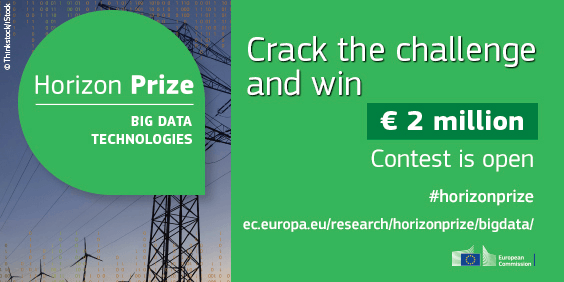 © Thinkstock/iStock
Horizon Prize
BIG DATA
TECHNOLOGIES
Crack the challenge
and win
€ 2 million
Contest is open
#horizonprize
ec.europa.eu/research/horizonprize/bigdata/
European
Commission